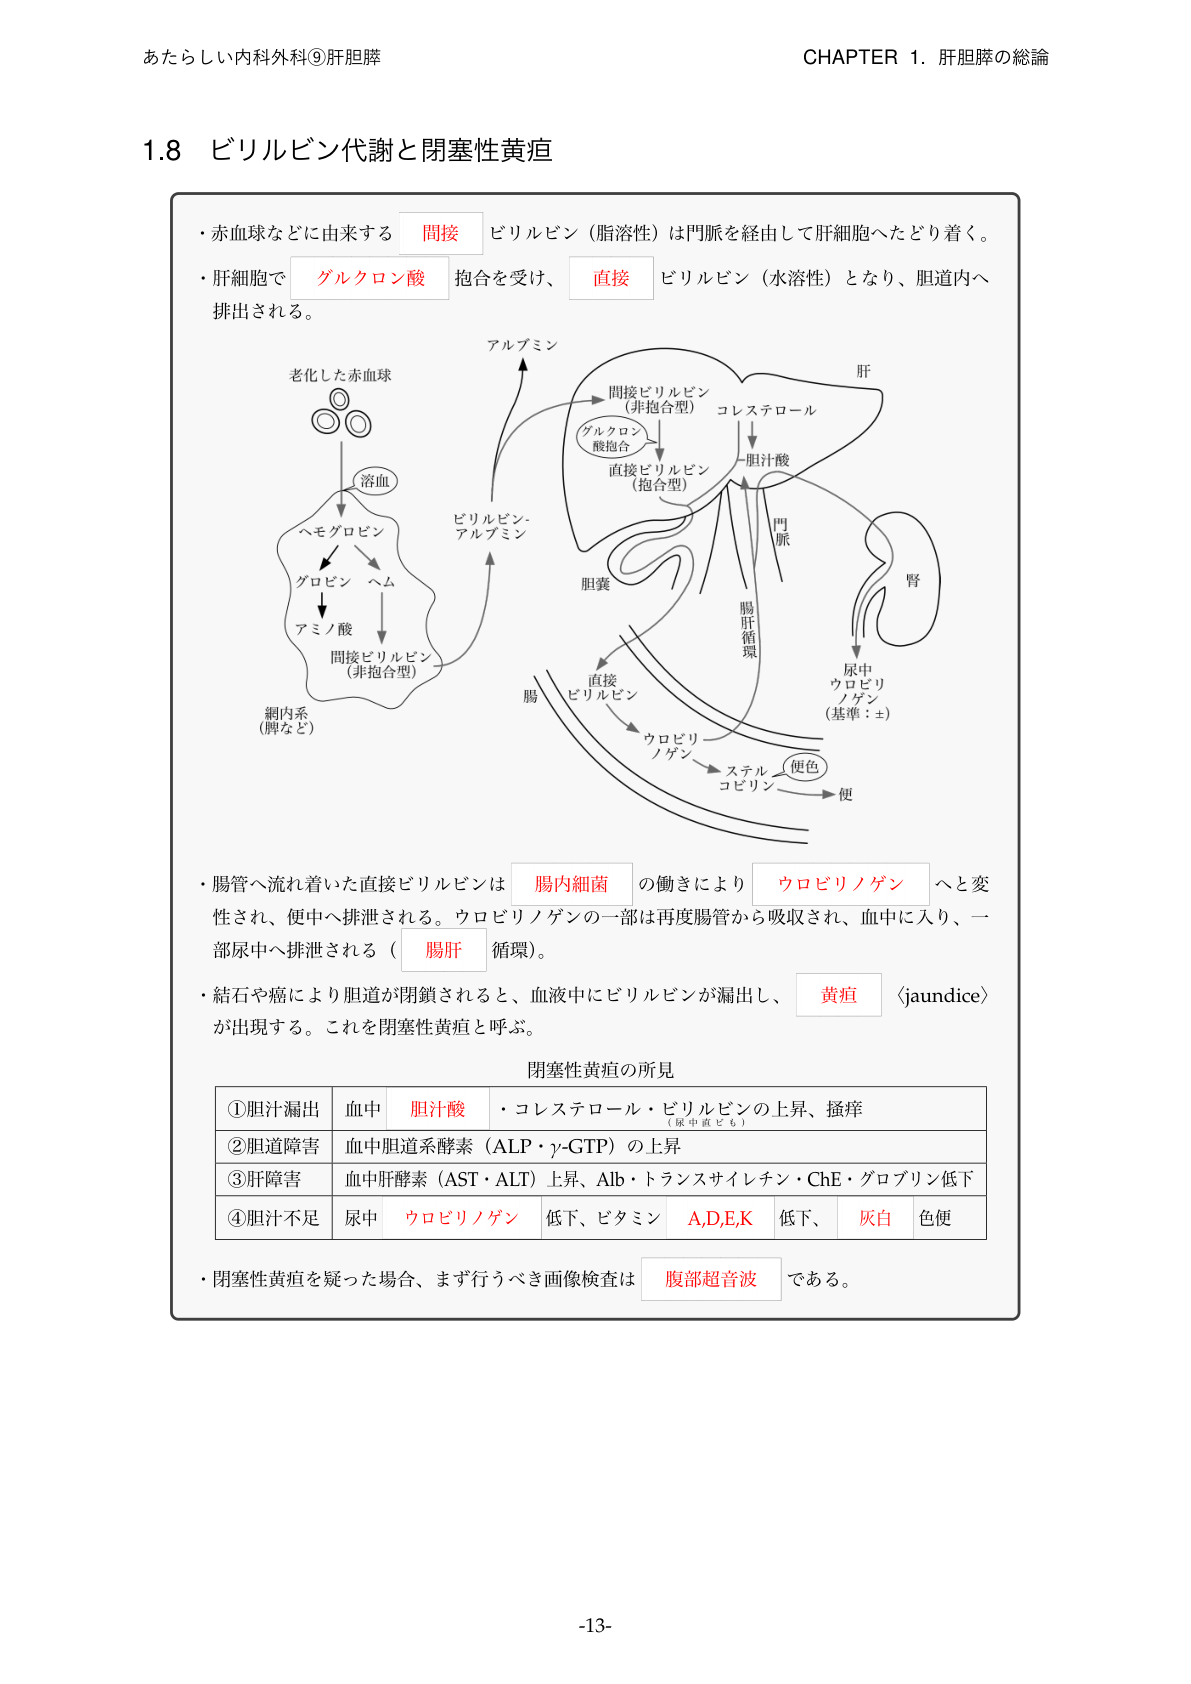 あたらしい内科外科⑨肝胆膵
CHAPTER 1. 肝胆膵の総論
1.8 ビリルビン代謝と閉塞性黄疸
・赤血球などに由来する 間接 ビリルビン（脂溶性）は門脈を経由して肝細胞へたどり着く。
・肝細胞で グルクロン酸 抱合を受け、 直接 ビリルビン（水溶性）となり、胆道内へ
排出される。
アルブミン
老化した赤血球
肝
間接ビリルビン
(非抱合型)
コレステロール
グルクロン
酸抱合
胆汁酸
直接ビリルビン
(抱合型)
溶血
ビリルビン-
アルブミン
ヘモグロビン
門脈
グロビン
ヘム
胆嚢
腎
アミノ酸
腸肝循環
間接ビリルビン
(非抱合型)
尿中
ウロビリ
ノゲン
(基準：±)
直接
ビリルビン
腸
網内系
(脾など)
ウロビリ
ノゲン
ステル
コビリン
便色
便
・腸管へ流れ着いた直接ビリルビンは 腸内細菌 の働きにより ウロビリノゲン へと変
性され、便中へ排泄される。ウロビリノゲンの一部は再度腸管から吸収され、血中に入り、一
部尿中へ排泄される（ 腸肝 循環）。
・結石や癌により胆道が閉鎖されると、血液中にビリルビンが漏出し、 黄疸 〈jaundice〉
が出現する。これを閉塞性黄疸と呼ぶ。
閉塞性黄疸の所見
①胆汁漏出 血中 胆汁酸 ・コレステロール・ビリルビンの上昇、掻痒
（尿中直ビも）
②胆道障害 血中胆道系酵素（ALP・γ-GTP）の上昇
③肝障害 血中肝酵素（AST・ALT）上昇、Alb・トランスサイレチン・ChE・グロブリン低下
④胆汁不足 尿中 ウロビリノゲン 低下、ビタミン A,D,E,K 低下、 灰白 色便
・閉塞性黄疸を疑った場合、まず行うべき画像検査は 腹部超音波 である。
-13-